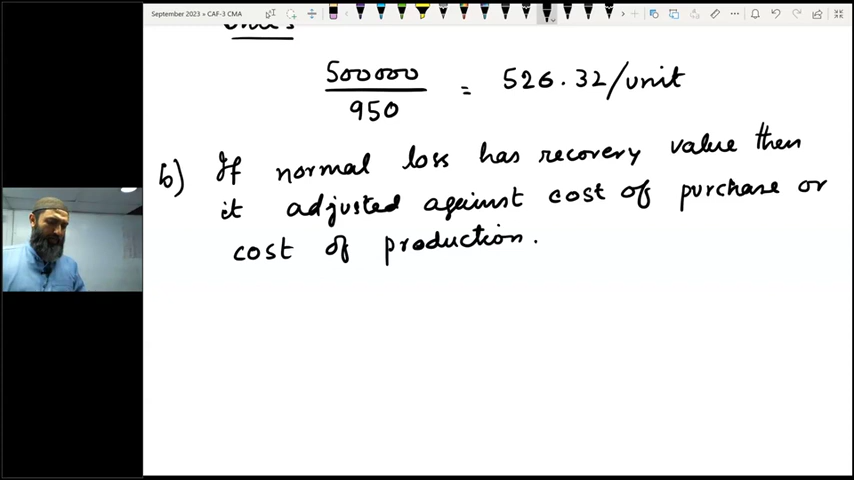 September 2023 » CAF-3 CMA
500000
950
= 526.32/unit
b) If normal loss has recovery value then
it adjusted against cost of purchase or
cost of production.